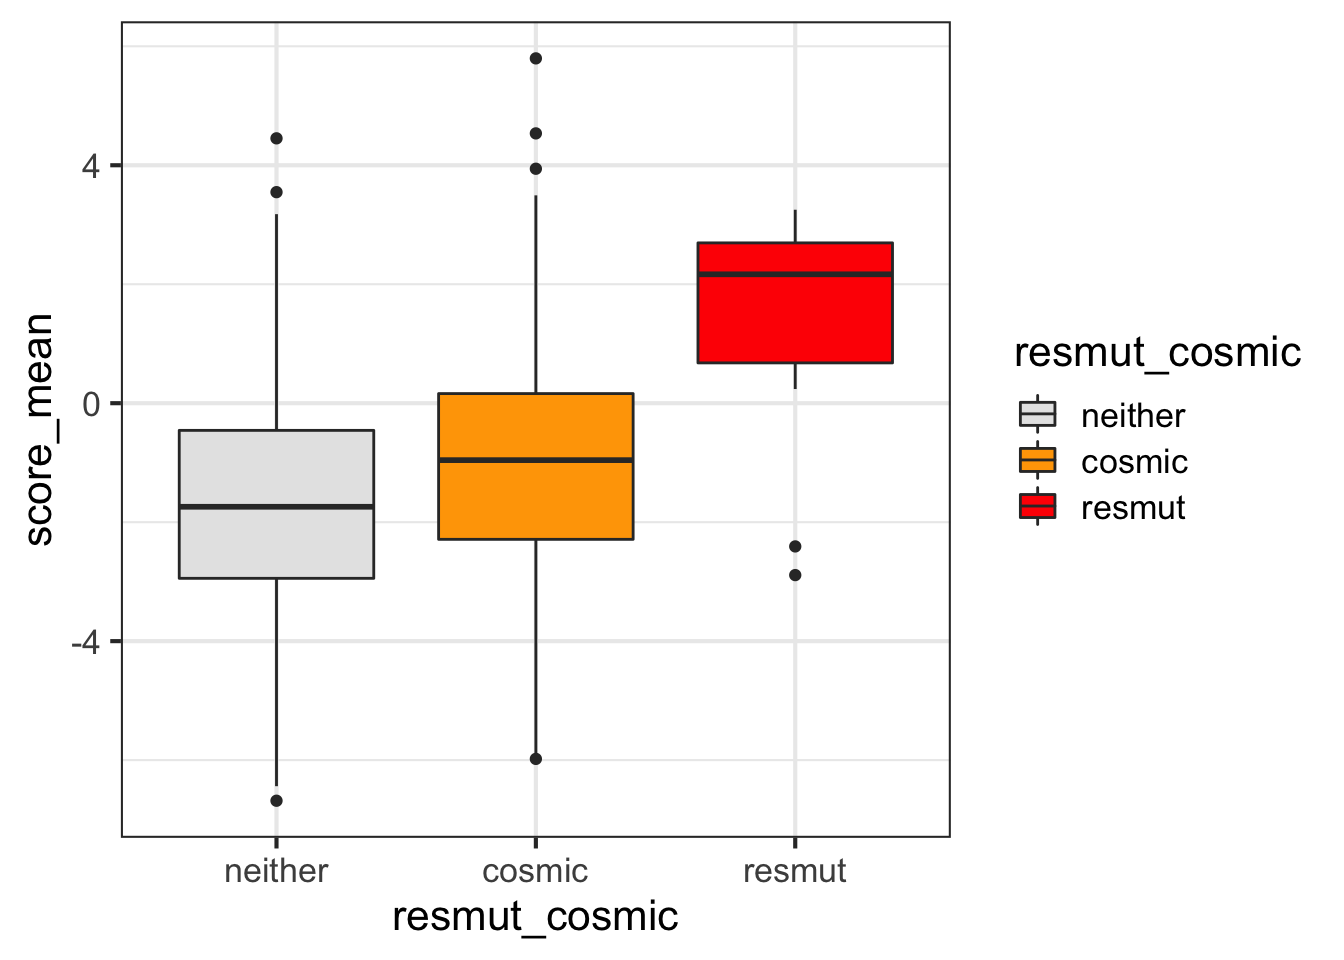 score_mean
4
0
-4
neither
cosmic
resmut
resmut_cosmic
resmut_cosmic
neither
cosmic
resmut